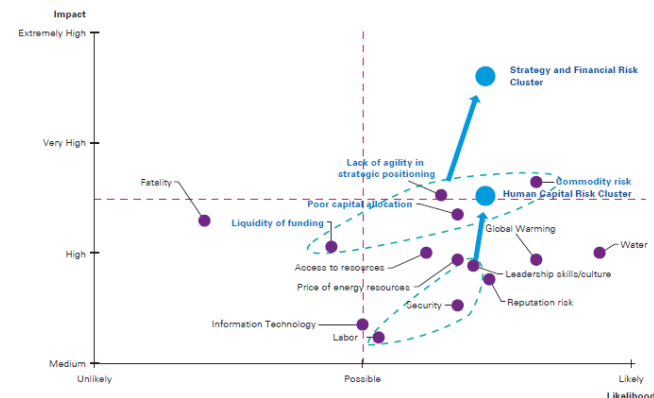 Impact
Extremely High
Strategy and Financial Risk
Cluster
Very High
Lack of agility in
strategic positioning
Fatality
Commodity risk
Human Capital Risk Cluster
Poor capital allocation
Liquidity of funding
Global Warming
Water
High
Access to resources
Leadership skills/culture
Price of energy resources
Security
Reputation risk
Information Technology
Labor
Medium
Unlikely
Possible
Likely
Likelihood